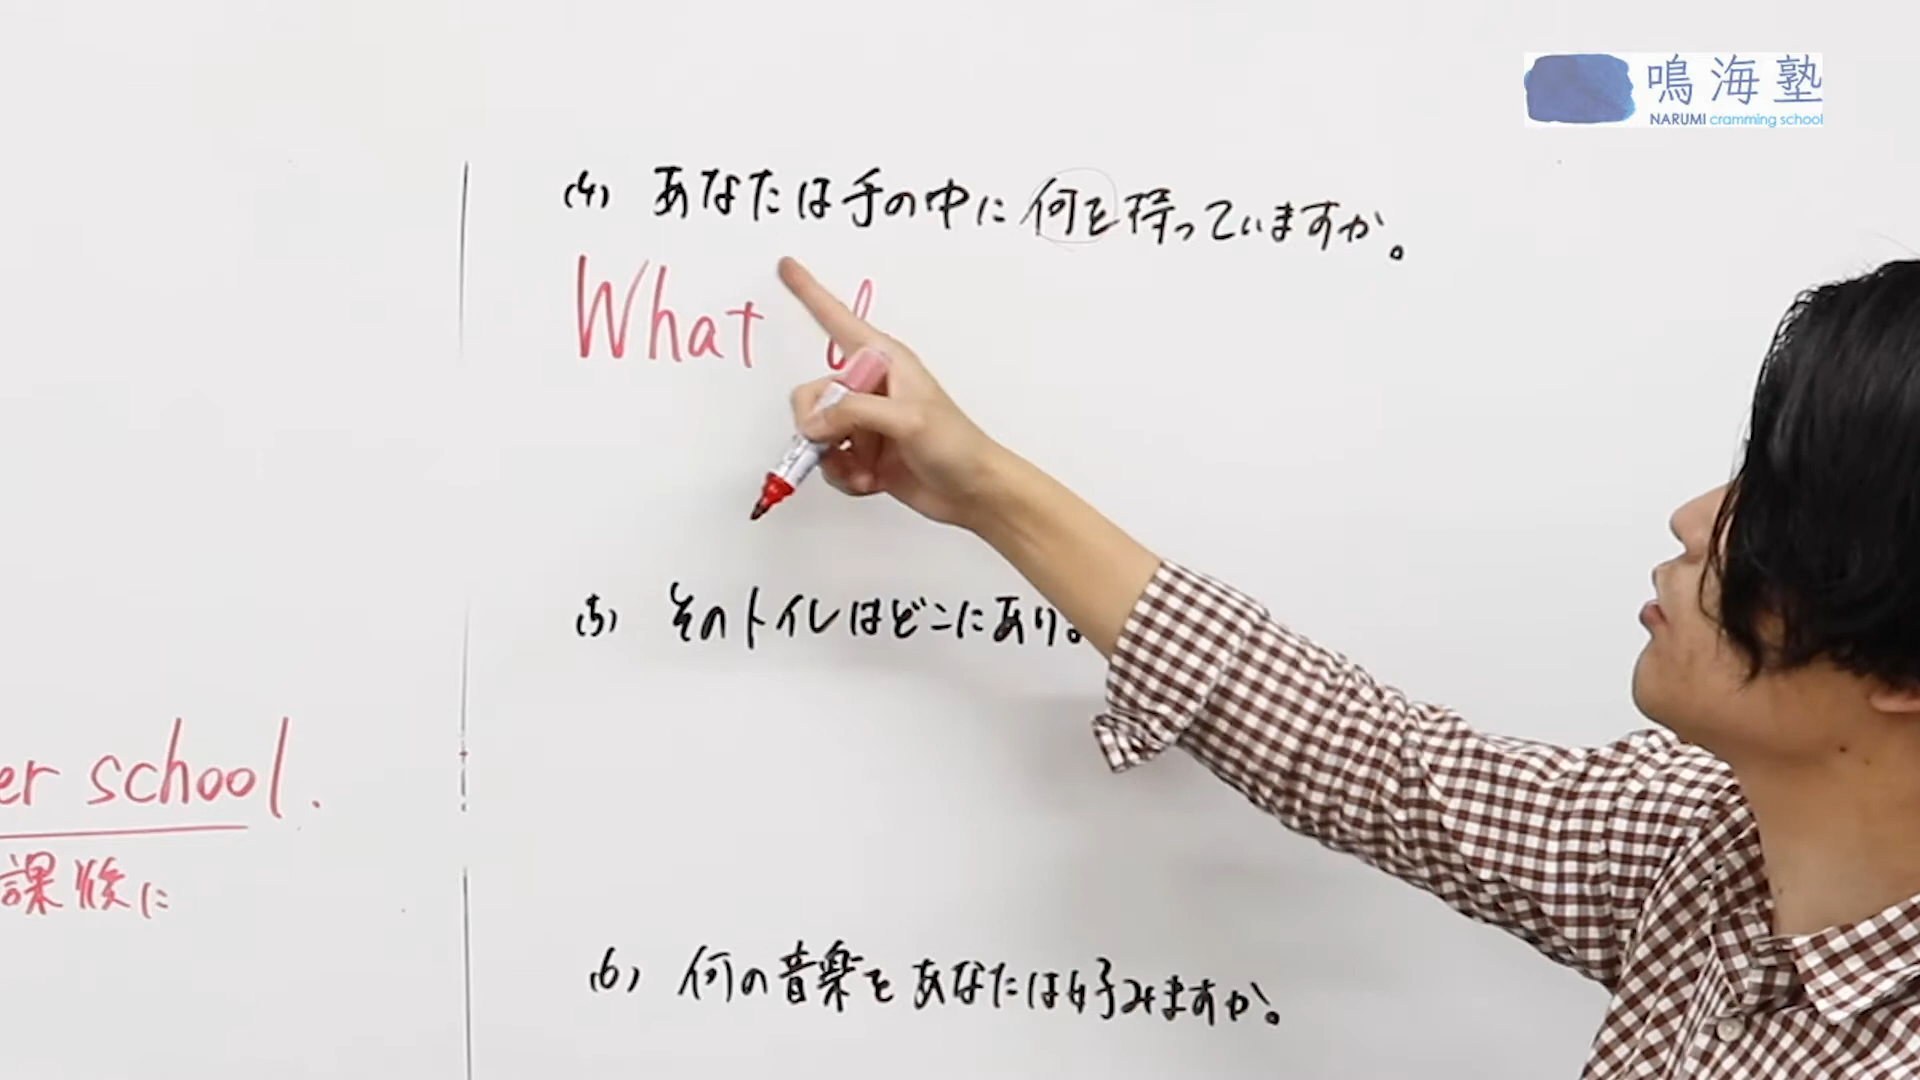 鳴海塾
NARUMI cramming school
(4) あなたは手の中に何を持っていますか。
What d
(5) そのトイレはどこにあり
er school.
課後に
(6) 何の音楽をあなたは好みますか。